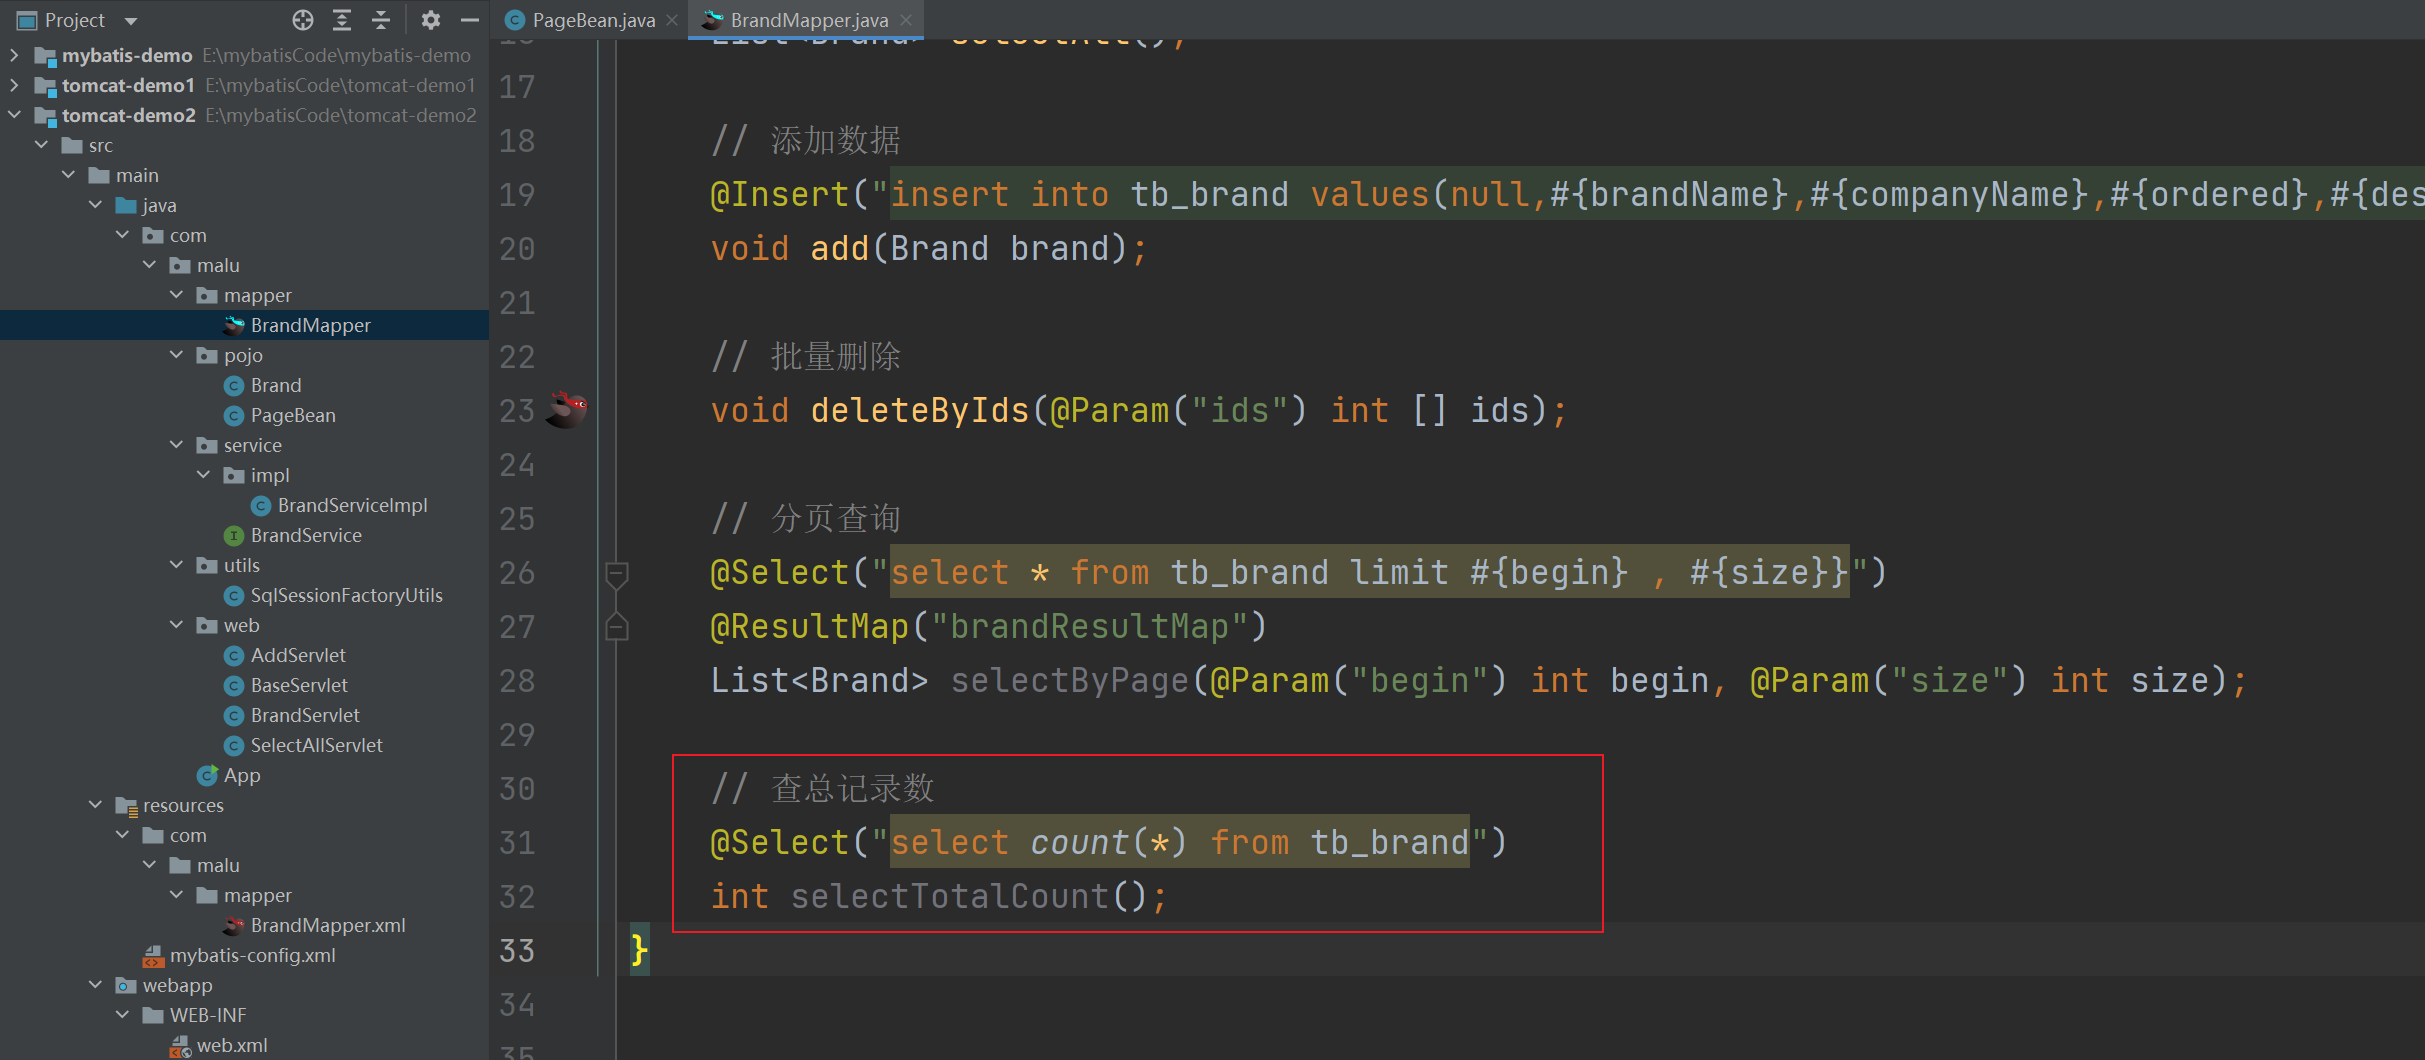 Project
mybatis-demo E:\mybatisCode\mybatis-demo
tomcat-demo1 E:\mybatisCode\tomcat-demo1
tomcat-demo2 E:\mybatisCode\tomcat-demo2
src
main
java
com
malu
mapper
BrandMapper
pojo
Brand
PageBean
service
impl
BrandServiceImpl
BrandService
utils
SqlSessionFactoryUtils
web
AddServlet
BaseServlet
BrandServlet
SelectAllServlet
App
resources
com
malu
mapper
BrandMapper.xml
mybatis-config.xml
webapp
WEB-INF
web.xml
PageBean.java
BrandMapper.java
16 List<Brand> selectAll();
17
18 // 添加数据
19 @Insert("insert into tb_brand values(null,#{brandName},#{companyName},#{ordered},#{des
20 void add(Brand brand);
21
22 // 批量删除
23 void deleteByIds(@Param("ids") int [] ids);
24
25 // 分页查询
26 @Select("select * from tb_brand limit #{begin} , #{size}}")
27 @ResultMap("brandResultMap")
28 List<Brand> selectByPage(@Param("begin") int begin, @Param("size") int size);
29
30 // 查总记录数
31 @Select("select count(*) from tb_brand")
32 int selectTotalCount();
33 }
34
35